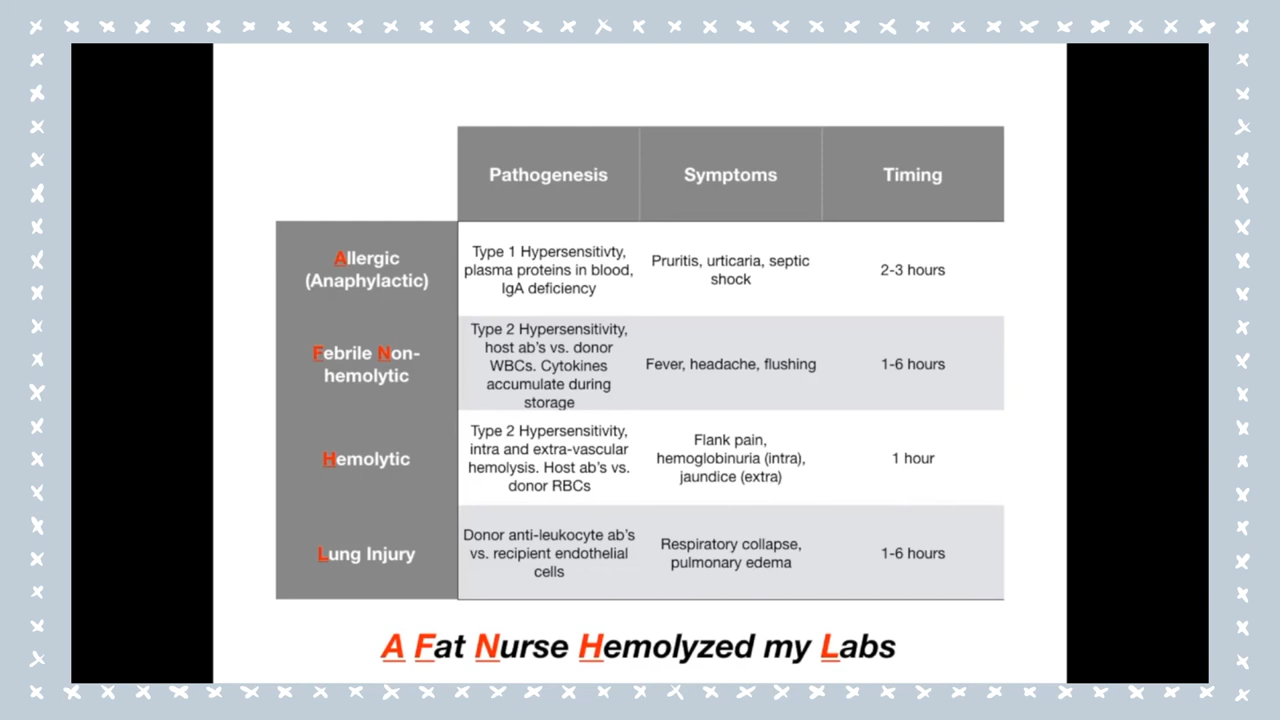 Pathogenesis
Symptoms
Timing
Allergic
(Anaphylactic)
Type 1 Hypersensitivty,
plasma proteins in blood,
IgA deficiency
Pruritis, urticaria, septic
shock
2-3 hours
Febrile Non-
hemolytic
Type 2 Hypersensitivity,
host ab's vs. donor
WBCs. Cytokines
accumulate during
storage
Fever, headache, flushing
1-6 hours
Hemolytic
Type 2 Hypersensitivity,
intra and extra-vascular
hemolysis. Host ab's vs.
donor RBCs
Flank pain,
hemoglobinuria (intra),
jaundice (extra)
1 hour
Lung Injury
Donor anti-leukocyte ab's
vs. recipient endothelial
cells
Respiratory collapse,
pulmonary edema
1-6 hours
A Fat Nurse Hemolyzed my Labs